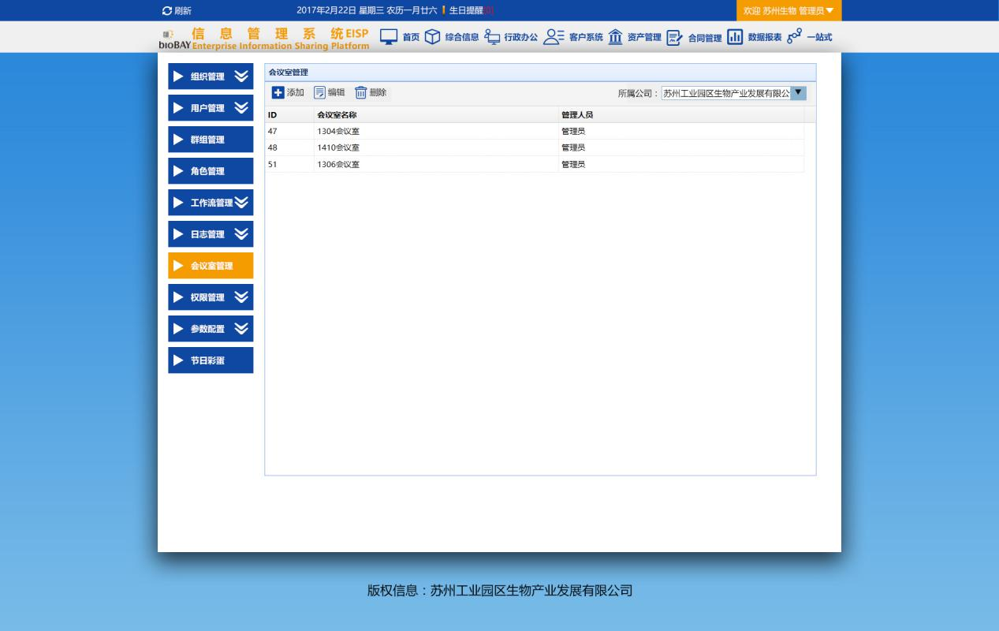 刷新 2017年2月22日 星期三 农历一月廿六 生日提醒[0] 欢迎 苏州生物 管理员
bioBAY 信息管理系统EISP
Enterprise Information Sharing Platform
首页 综合信息 行政办公 客户系统 资产管理 合同管理 数据报表 一站式
组织管理
用户管理
群组管理
角色管理
工作流管理
日志管理
会议室管理
权限管理
参数配置
节日彩蛋
会议室管理
添加 编辑 删除 所属公司： 苏州工业园区生物产业发展有限公
ID 会议室名称 管理人员
47 1304会议室 管理员
48 1410会议室 管理员
51 1306会议室 管理员
版权信息：苏州工业园区生物产业发展有限公司